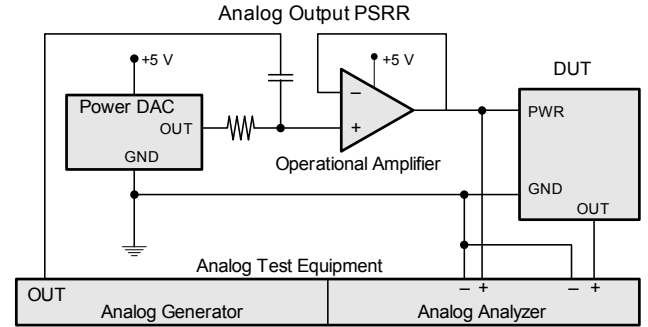 Analog Output PSRR
+5 V
+5 V
DUT
Power DAC
OUT
GND
−
+
Operational Amplifier
PWR
GND
OUT
Analog Test Equipment
− +
− +
OUT
Analog Generator
Analog Analyzer